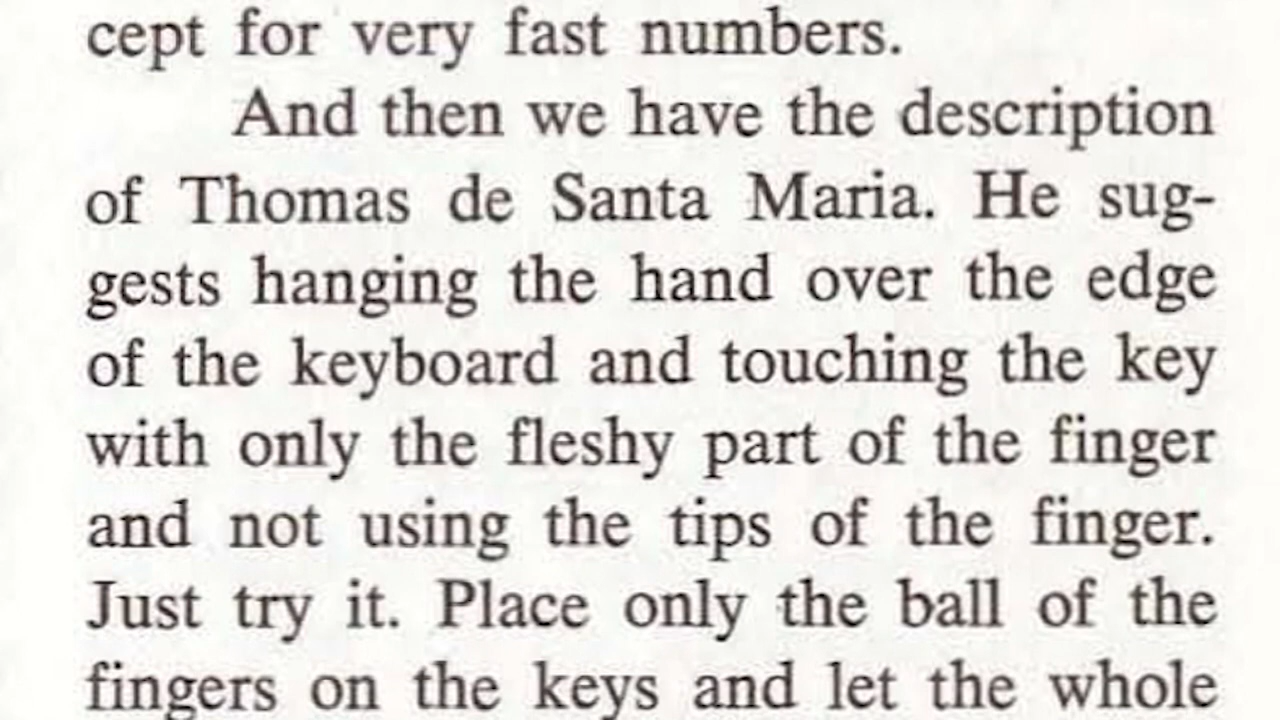 cept for very fast numbers.
And then we have the description
of Thomas de Santa Maria. He sug-
gests hanging the hand over the edge
of the keyboard and touching the key
with only the fleshy part of the finger
and not using the tips of the finger.
Just try it. Place only the ball of the
fingers on the keys and let the whole